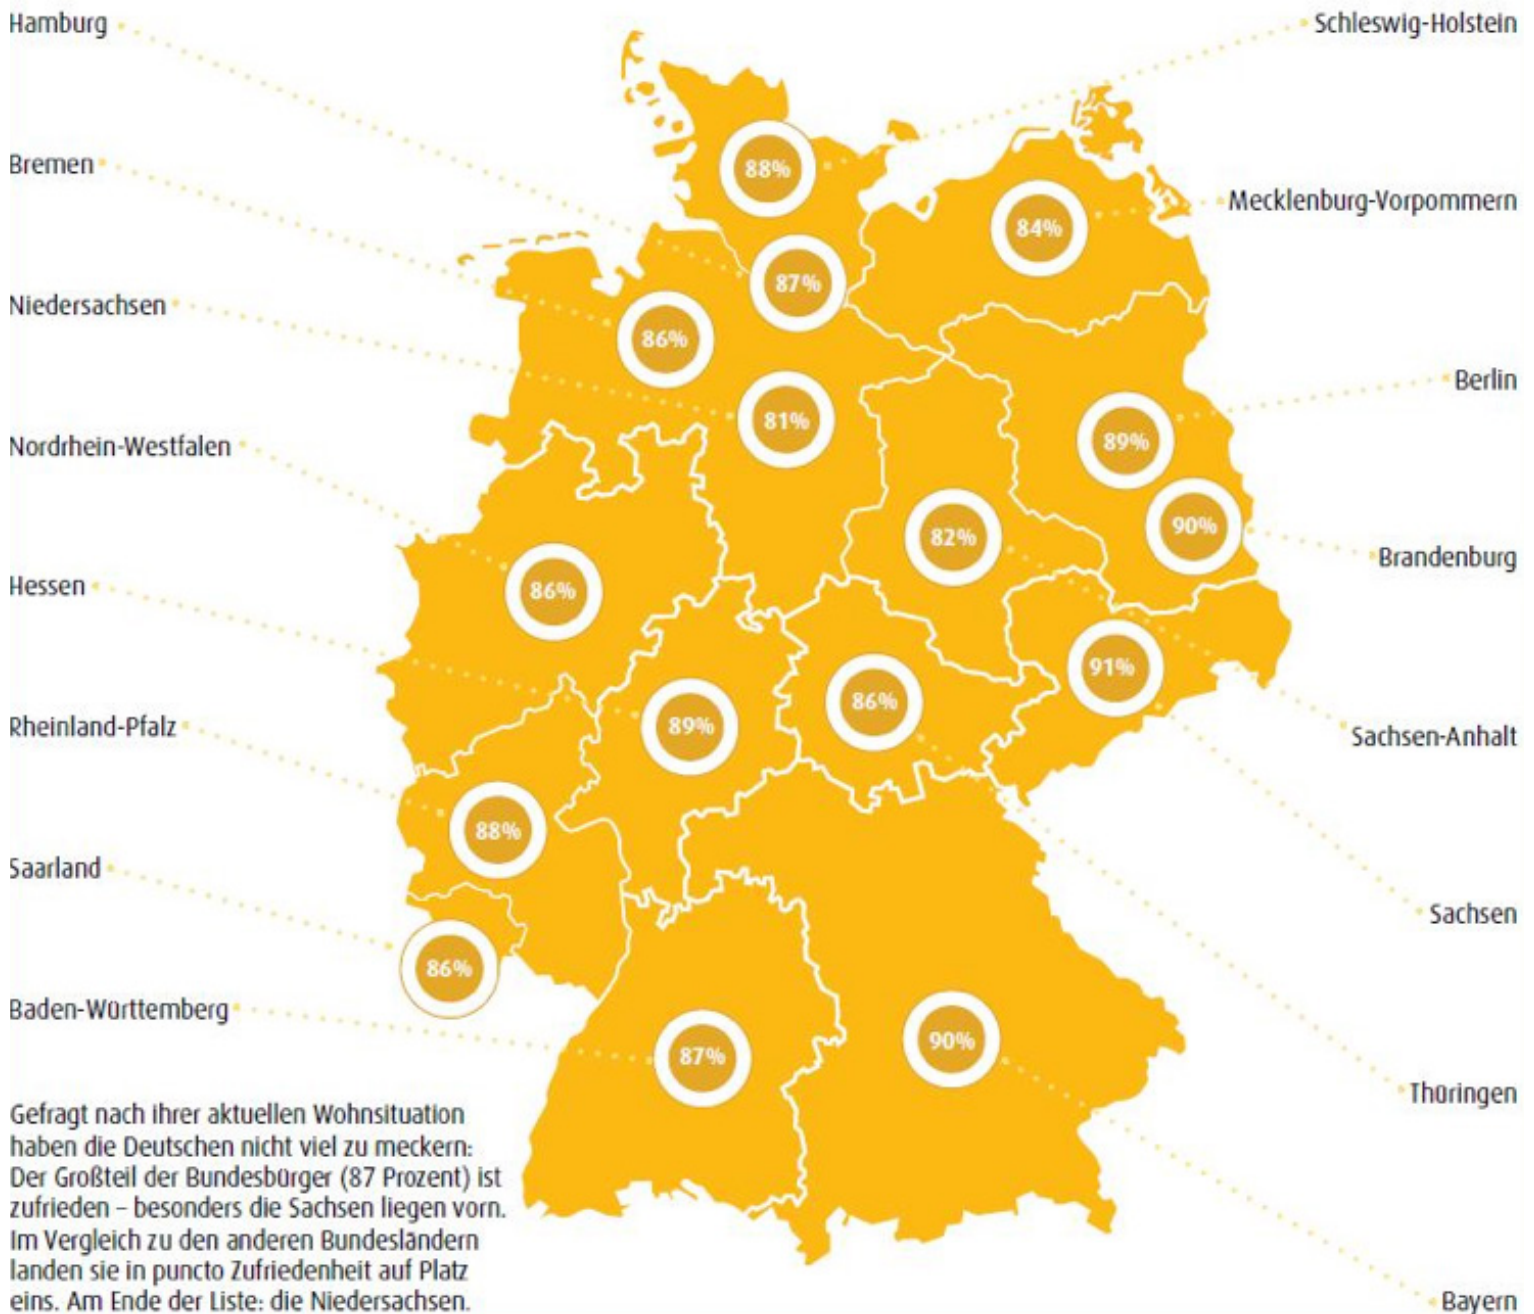 Hamburg
Schleswig-Holstein
Bremen
88%
Mecklenburg-Vorpommern
84%
87%
Niedersachsen
86%
Berlin
81%
89%
Nordrhein-Westfalen
90%
82%
Brandenburg
Hessen
86%
91%
86%
89%
Rheinland-Pfalz
Sachsen-Anhalt
88%
Saarland
Sachsen
86%
Baden-Württemberg
90%
87%
Thüringen
Gefragt nach ihrer aktuellen Wohnsituation
haben die Deutschen nicht viel zu meckern:
Der Großteil der Bundesbürger (87 Prozent) ist
zufrieden – besonders die Sachsen liegen vorn.
Im Vergleich zu den anderen Bundesländern
landen sie in puncto Zufriedenheit auf Platz
eins. Am Ende der Liste: die Niedersachsen.
Bayern